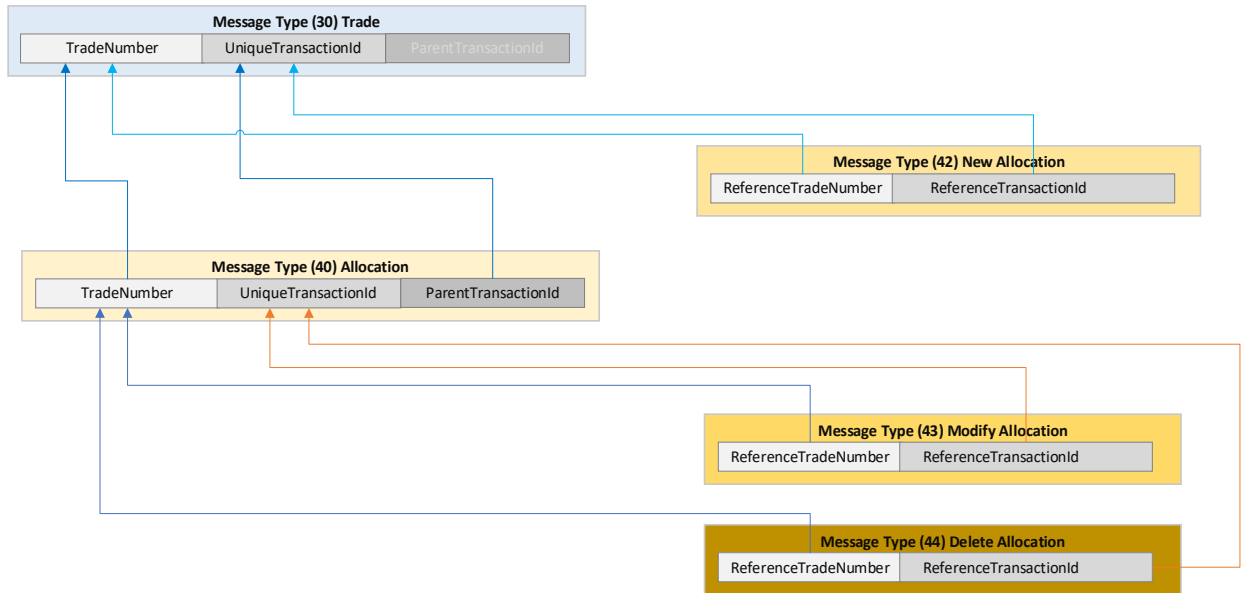 Message Type (30) Trade
TradeNumber UniqueTransactionId ParentTransactionId
Message Type (42) New Allocation
ReferenceTradeNumber ReferenceTransactionId
Message Type (40) Allocation
TradeNumber UniqueTransactionId ParentTransactionId
Message Type (43) Modify Allocation
ReferenceTradeNumber ReferenceTransactionId
Message Type (44) Delete Allocation
ReferenceTradeNumber ReferenceTransactionId